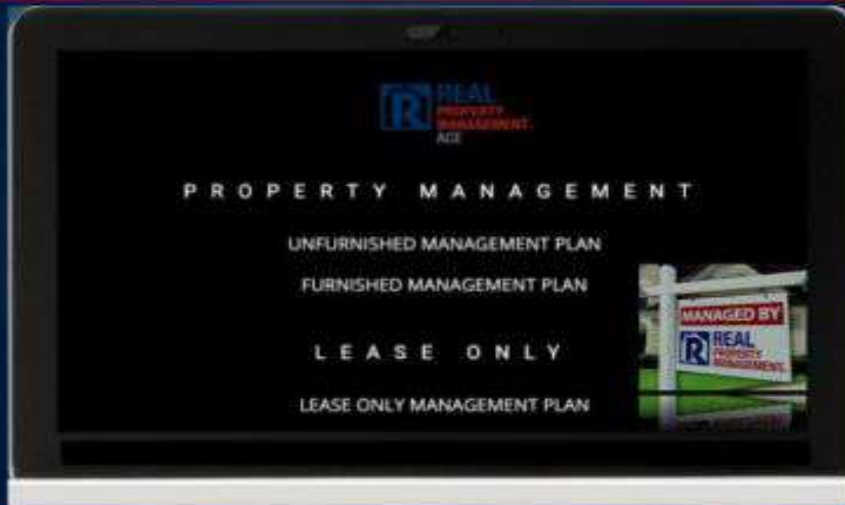 REAL
PROPERTY
MANAGEMENT.
ACE
PROPERTY MANAGEMENT
UNFURNISHED MANAGEMENT PLAN
FURNISHED MANAGEMENT PLAN
LEASE ONLY
LEASE ONLY MANAGEMENT PLAN
MANAGED BY
REAL
PROPERTY
MANAGEMENT.